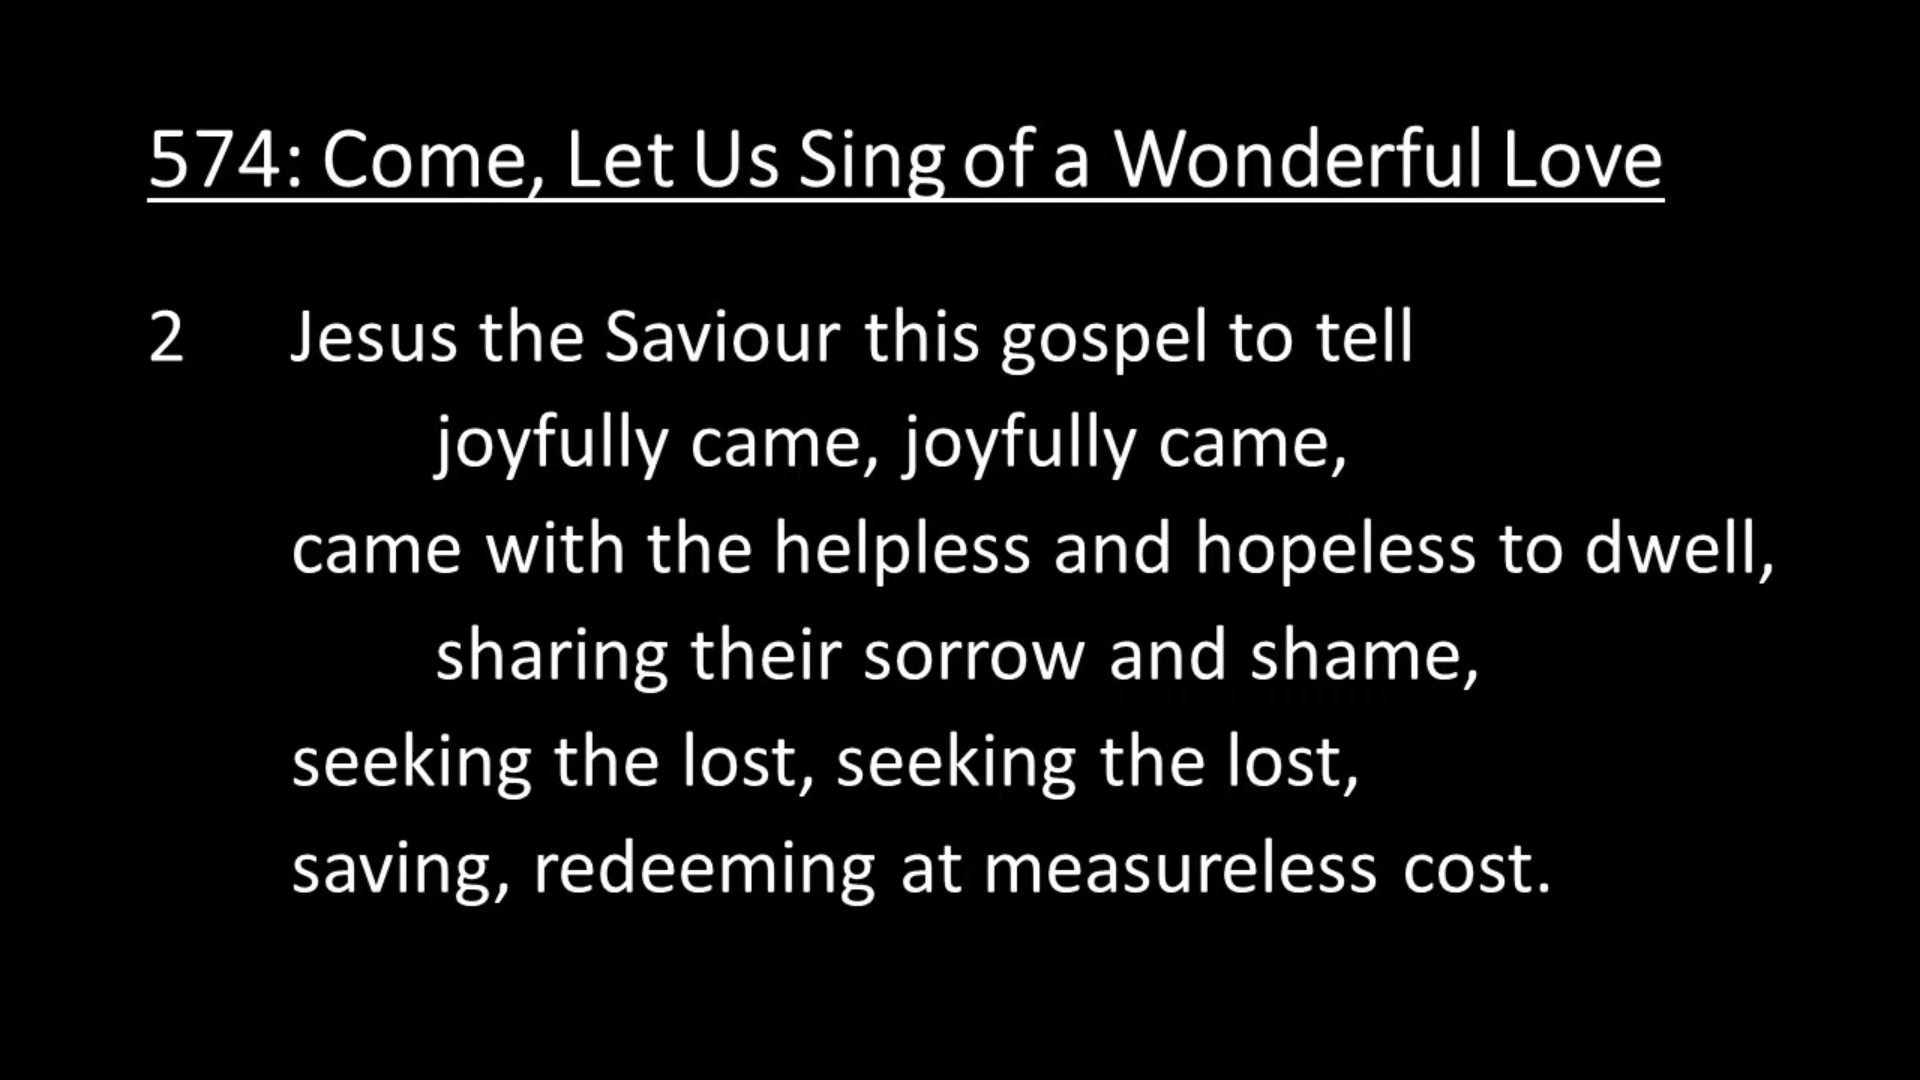 574: Come, Let Us Sing of a Wonderful Love
2 Jesus the Saviour this gospel to tell
joyfully came, joyfully came,
came with the helpless and hopeless to dwell,
sharing their sorrow and shame,
seeking the lost, seeking the lost,
saving, redeeming at measureless cost.